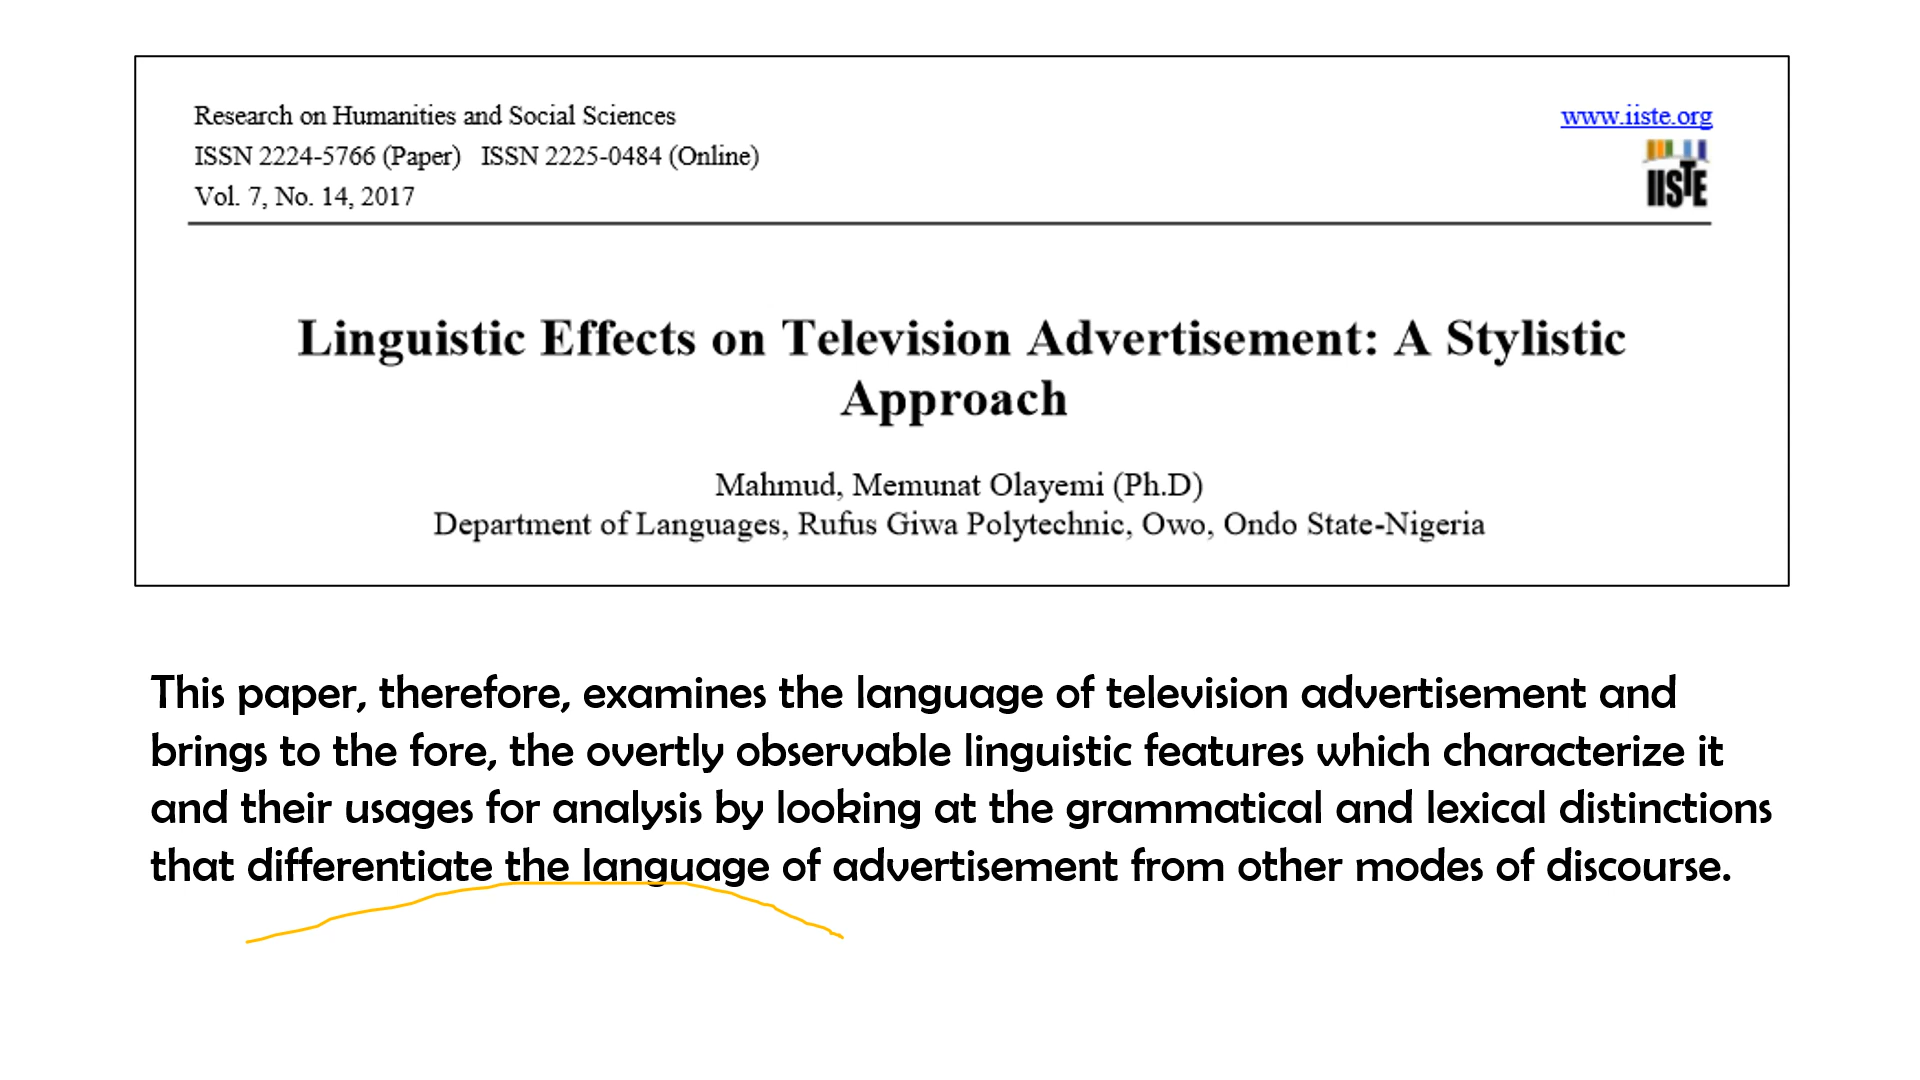 Research on Humanities and Social Sciences
www.iiste.org
ISSN 2224-5766 (Paper) ISSN 2225-0484 (Online)
Vol. 7, No. 14, 2017
IISTE
Linguistic Effects on Television Advertisement: A Stylistic
Approach
Mahmud, Memunat Olayemi (Ph.D)
Department of Languages, Rufus Giwa Polytechnic, Owo, Ondo State-Nigeria
This paper, therefore, examines the language of television advertisement and
brings to the fore, the overtly observable linguistic features which characterize it
and their usages for analysis by looking at the grammatical and lexical distinctions
that differentiate the language of advertisement from other modes of discourse.